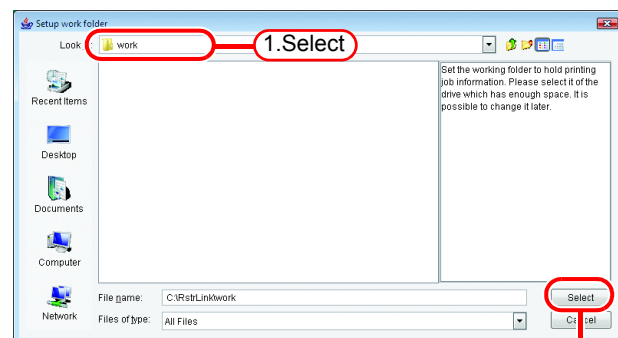 Setup work folder
Look
work
1.Select
Set the working folder to hold printing
job information. Please select it of the
drive which has enough space. It is
possible to change it later.
Recent Items
Desktop
Documents
Computer
Network
File name:
C:\RstrLink\work
Select
Files of type:
All Files
Cancel